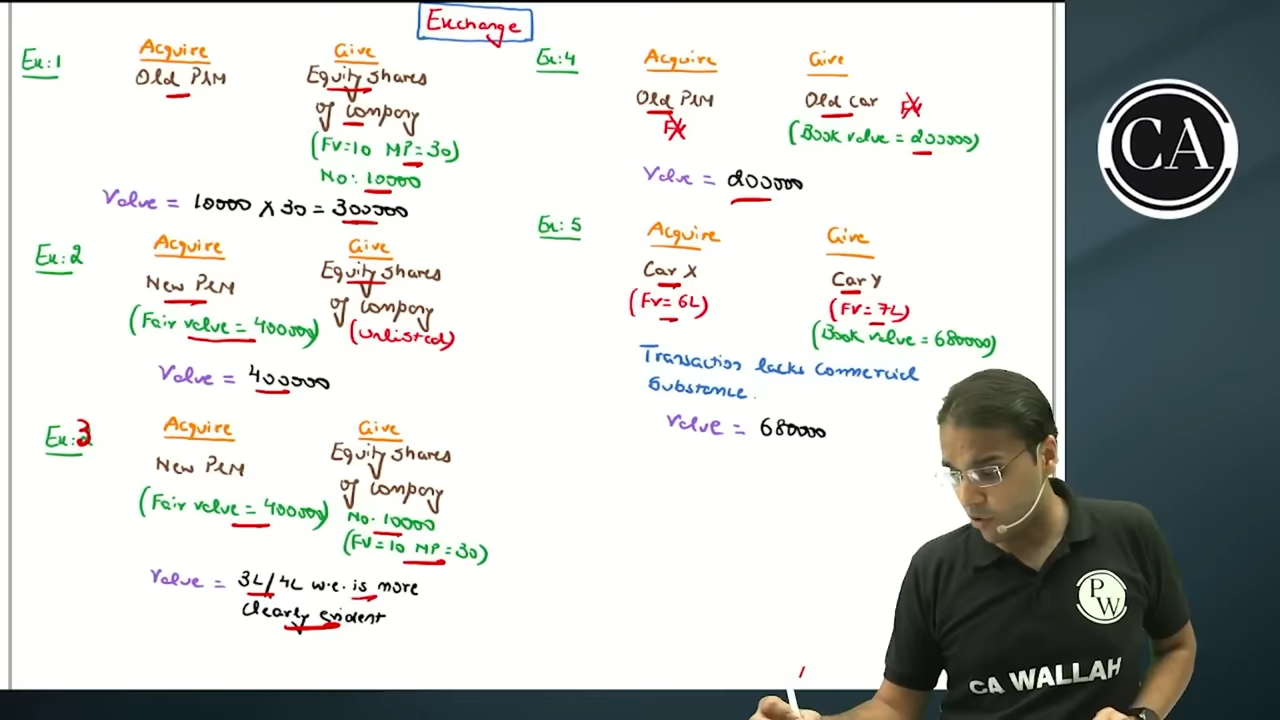 Exchange
Ex:1
Acquire
Give
Old P&M
Equity shares
of company
(FV=10 MP=30)
No: 10000
Value = 10000 x 30 = 300000
Ex:2
Acquire
Give
New P&M
Equity shares
(Fair value = 400000)
of company
(Unlisted)
Value = 400000
Ex:3
Acquire
Give
New P&M
Equity shares
of company
(Fair value = 400000)
No: 10000
(FV=10 MP=30)
Value = 3L/4L w.e. is more
clearly evident
Ex:4
Acquire
Give
Old P&M
Old car
FV
FV
(Book value = 200000)
Value = 200000
Ex:5
Acquire
Give
Car X
Car Y
(FV= 6L)
(FV= 7L)
(Book value = 680000)
Transaction lacks commercial
Substance.
Value = 680000
CA
PW
CA WALLAH